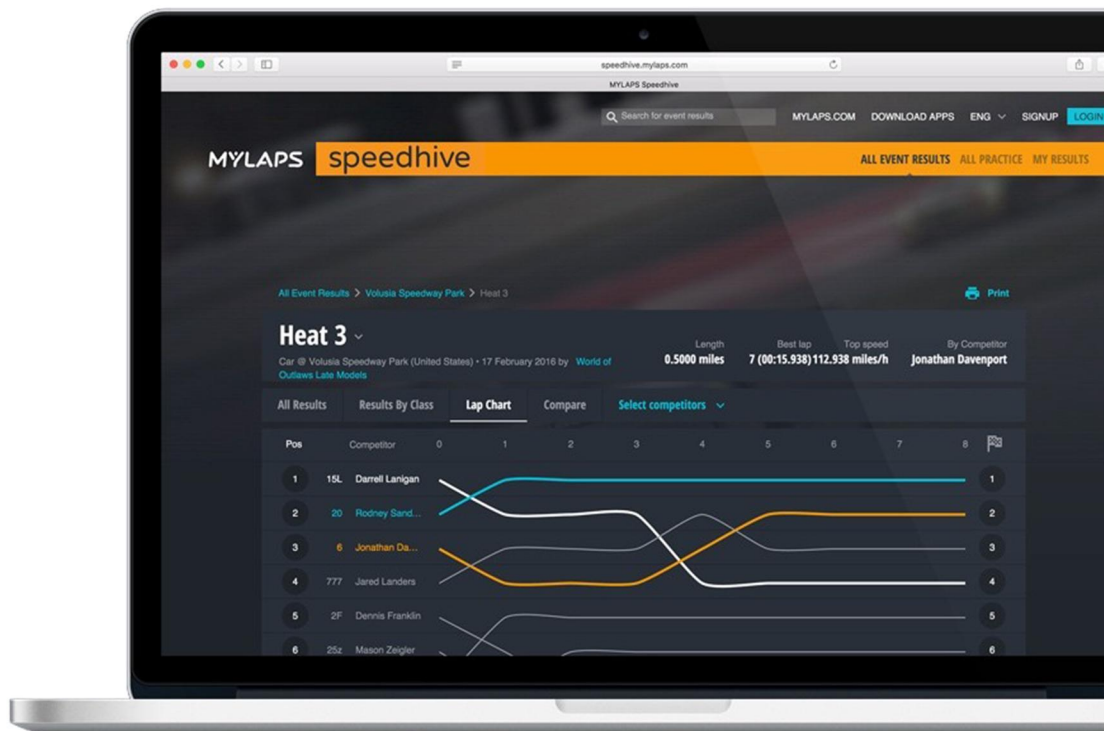 speedhive.mylaps.com
MYLAPS Speedhive
Search for event results MYLAPS.COM DOWNLOAD APPS ENG SIGNUP LOGIN
MYLAPS speedhive ALL EVENT RESULTS ALL PRACTICE MY RESULTS
All Event Results > Volusia Speedway Park > Heat 3 Print
Heat 3 Length Best lap Top speed By Competitor
Car @ Volusia Speedway Park (United States) • 17 February 2016 by World of 0.5000 miles 7 (00:15.938) 112.938 miles/h Jonathan Davenport
Outlaws Late Models
All Results Results By Class Lap Chart Compare Select competitors
Pos Competitor 0 1 2 3 4 5 6 7 8
1 15L Darrell Lanigan 1
2 20 Rodney Sand... 2
3 6 Jonathan Da... 3
4 777 Jared Landers 4
5 2F Dennis Franklin 5
6 25z Mason Zeigler 6